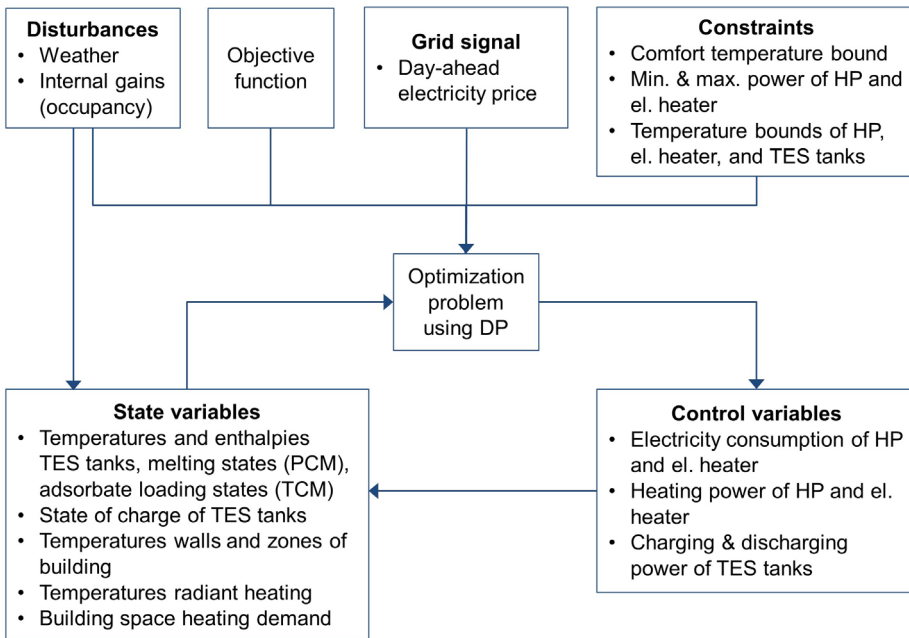 Disturbances
• Weather
• Internal gains
(occupancy)
Objective
function
Grid signal
• Day-ahead
electricity price
Constraints
• Comfort temperature bound
• Min. & max. power of HP and
el. heater
• Temperature bounds of HP,
el. heater, and TES tanks
Optimization
problem
using DP
State variables
• Temperatures and enthalpies
TES tanks, melting states (PCM),
adsorbate loading states (TCM)
• State of charge of TES tanks
• Temperatures walls and zones of
building
• Temperatures radiant heating
• Building space heating demand
Control variables
• Electricity consumption of HP
and el. heater
• Heating power of HP and el.
heater
• Charging & discharging
power of TES tanks